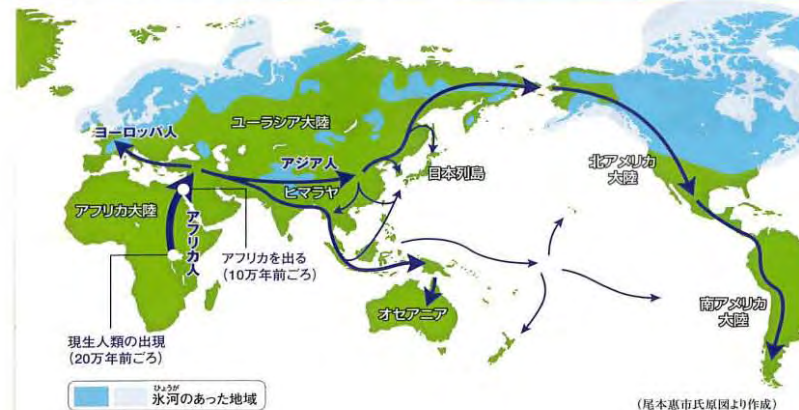 ヨーロッパ人
ユーラシア大陸
アジア人
ヒマラヤ
日本列島
北アメリカ
大陸
アフリカ大陸
アフリカ人
アフリカを出る
(10万年前ごろ)
オセアニア
南アメリカ
大陸
現生人類の出現
(20万年前ごろ)
ひょうが
氷河のあった地域
(尾本惠市氏原図より作成)